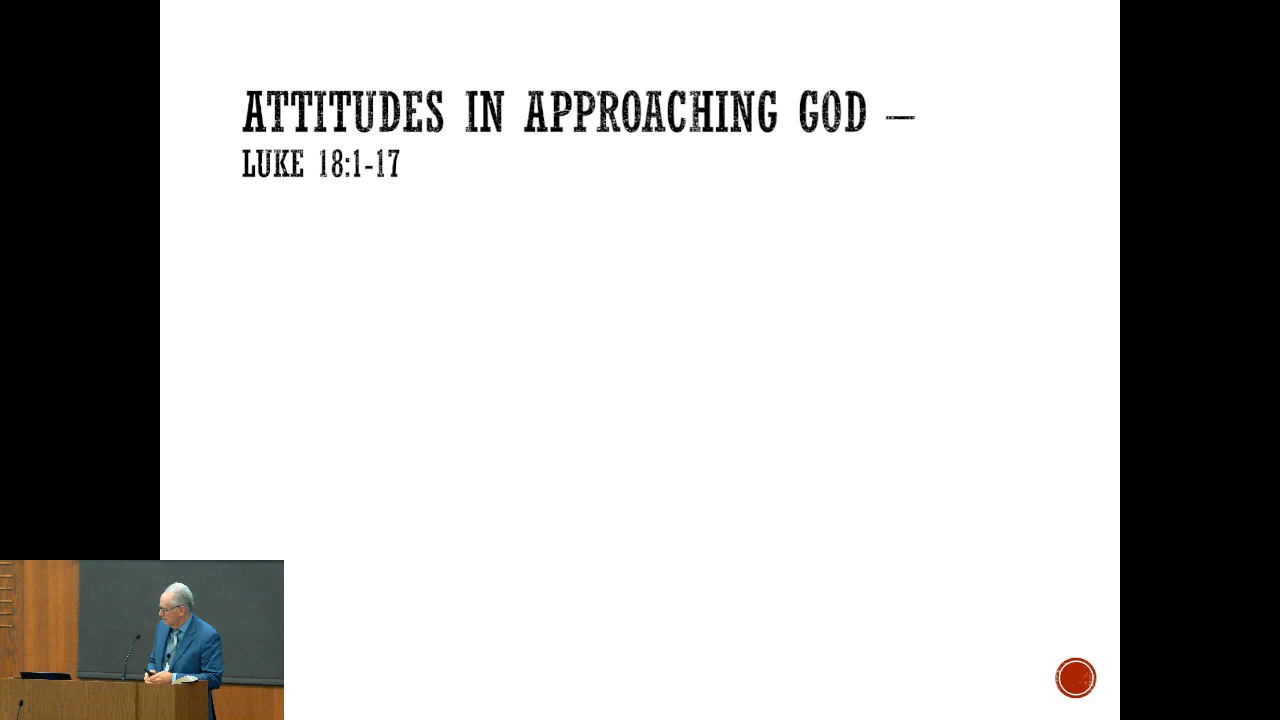 ATTITUDES IN APPROACHING GOD –
LUKE 18:1-17